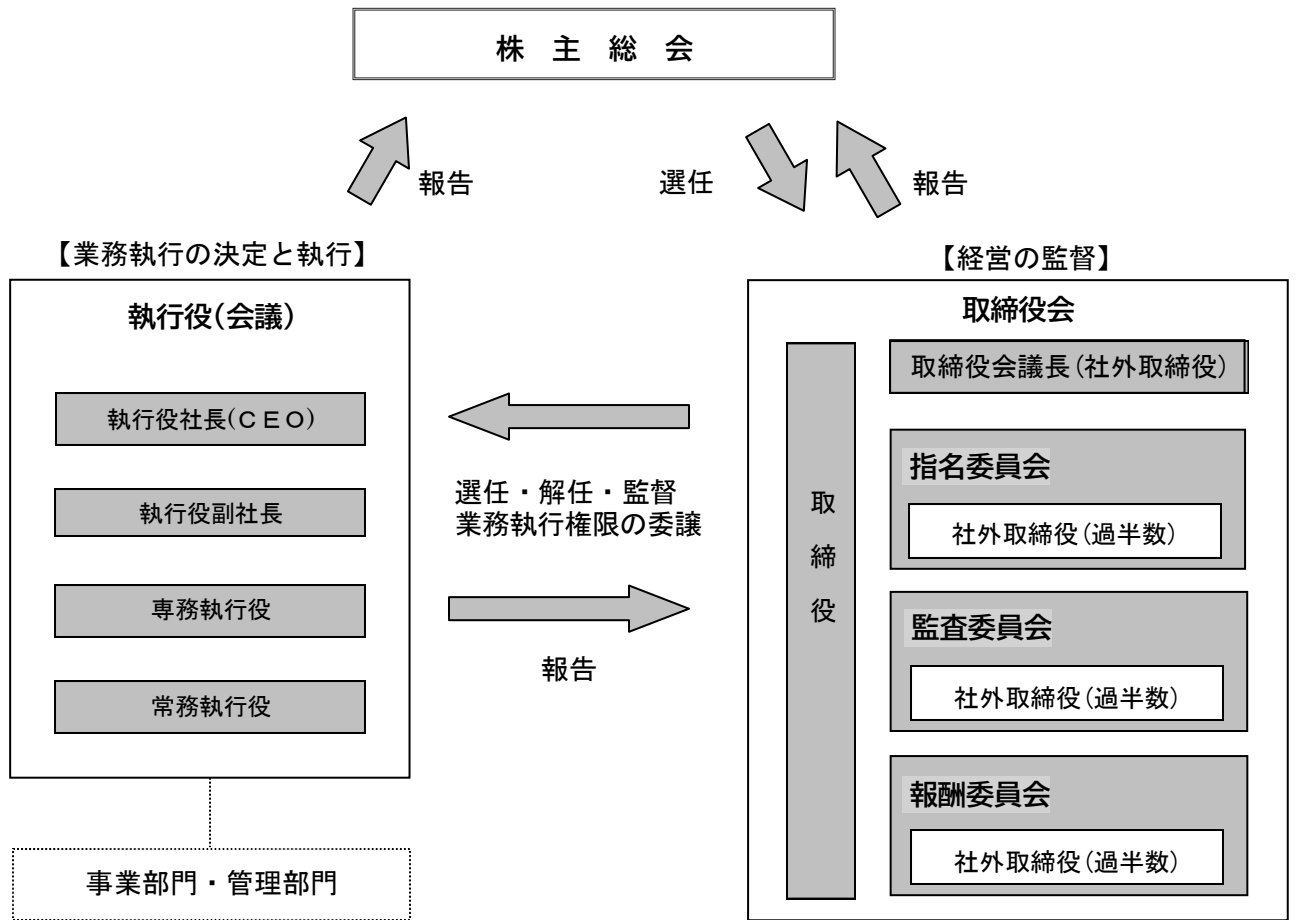 株 主 総 会
報告
選任
報告
【業務執行の決定と執行】
執行役(会議)
執行役社長(ＣＥＯ)
執行役副社長
専務執行役
常務執行役
事業部門・管理部門
選任・解任・監督
業務執行権限の委譲
報告
【経営の監督】
取締役会
取締役
取締役会議長(社外取締役)
指名委員会
社外取締役(過半数)
監査委員会
社外取締役(過半数)
報酬委員会
社外取締役(過半数)